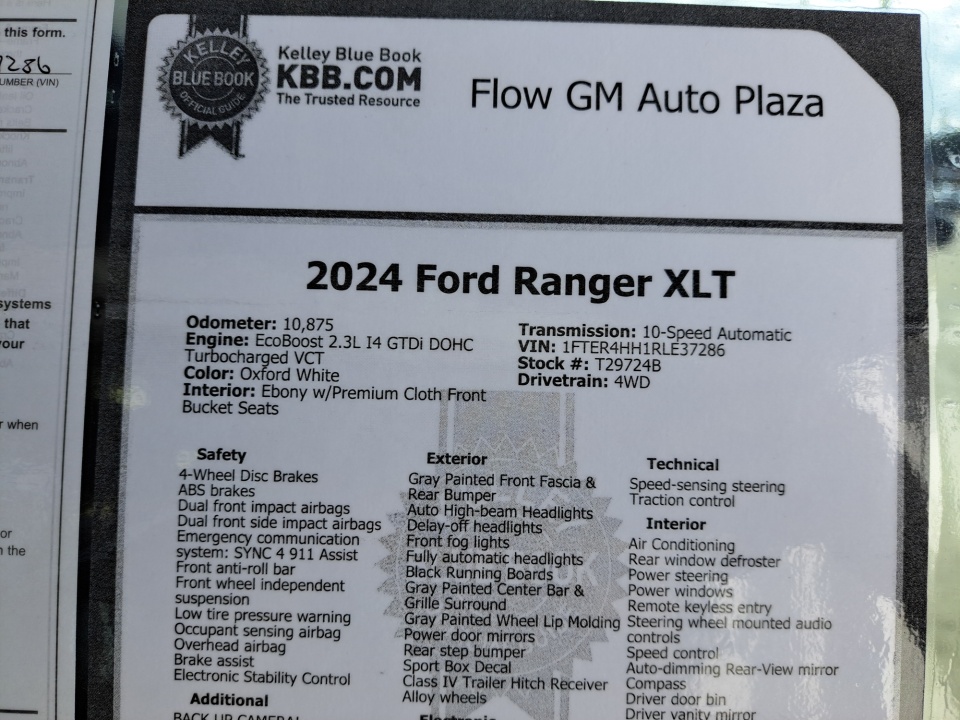 this form.
7286
UMBER (VIN)
systems
that
your
r when
or
n the
KELLEY
BLUE BOOK
OFFICIAL GUIDE
Kelley Blue Book
KBB.COM
The Trusted Resource
Flow GM Auto Plaza
2024 Ford Ranger XLT
Odometer: 10,875
Engine: EcoBoost 2.3L I4 GTDi DOHC
Turbocharged VCT
Color: Oxford White
Interior: Ebony w/Premium Cloth Front
Bucket Seats
Transmission: 10-Speed Automatic
VIN: 1FTER4HH1RLE37286
Stock #: T29724B
Drivetrain: 4WD
Safety
4-Wheel Disc Brakes
ABS brakes
Dual front impact airbags
Dual front side impact airbags
Emergency communication
system: SYNC 4 911 Assist
Front anti-roll bar
Front wheel independent
suspension
Low tire pressure warning
Occupant sensing airbag
Overhead airbag
Brake assist
Electronic Stability Control
Additional
BACK UP CAMERA!
Exterior
Gray Painted Front Fascia &
Rear Bumper
Auto High-beam Headlights
Delay-off headlights
Front fog lights
Fully automatic headlights
Black Running Boards
Gray Painted Center Bar &
Grille Surround
Gray Painted Wheel Lip Molding
Power door mirrors
Rear step bumper
Sport Box Decal
Class IV Trailer Hitch Receiver
Alloy wheels
Electronic
Technical
Speed-sensing steering
Traction control
Interior
Air Conditioning
Rear window defroster
Power steering
Power windows
Remote keyless entry
Steering wheel mounted audio
controls
Speed control
Auto-dimming Rear-View mirror
Compass
Driver door bin
Driver vanity mirror